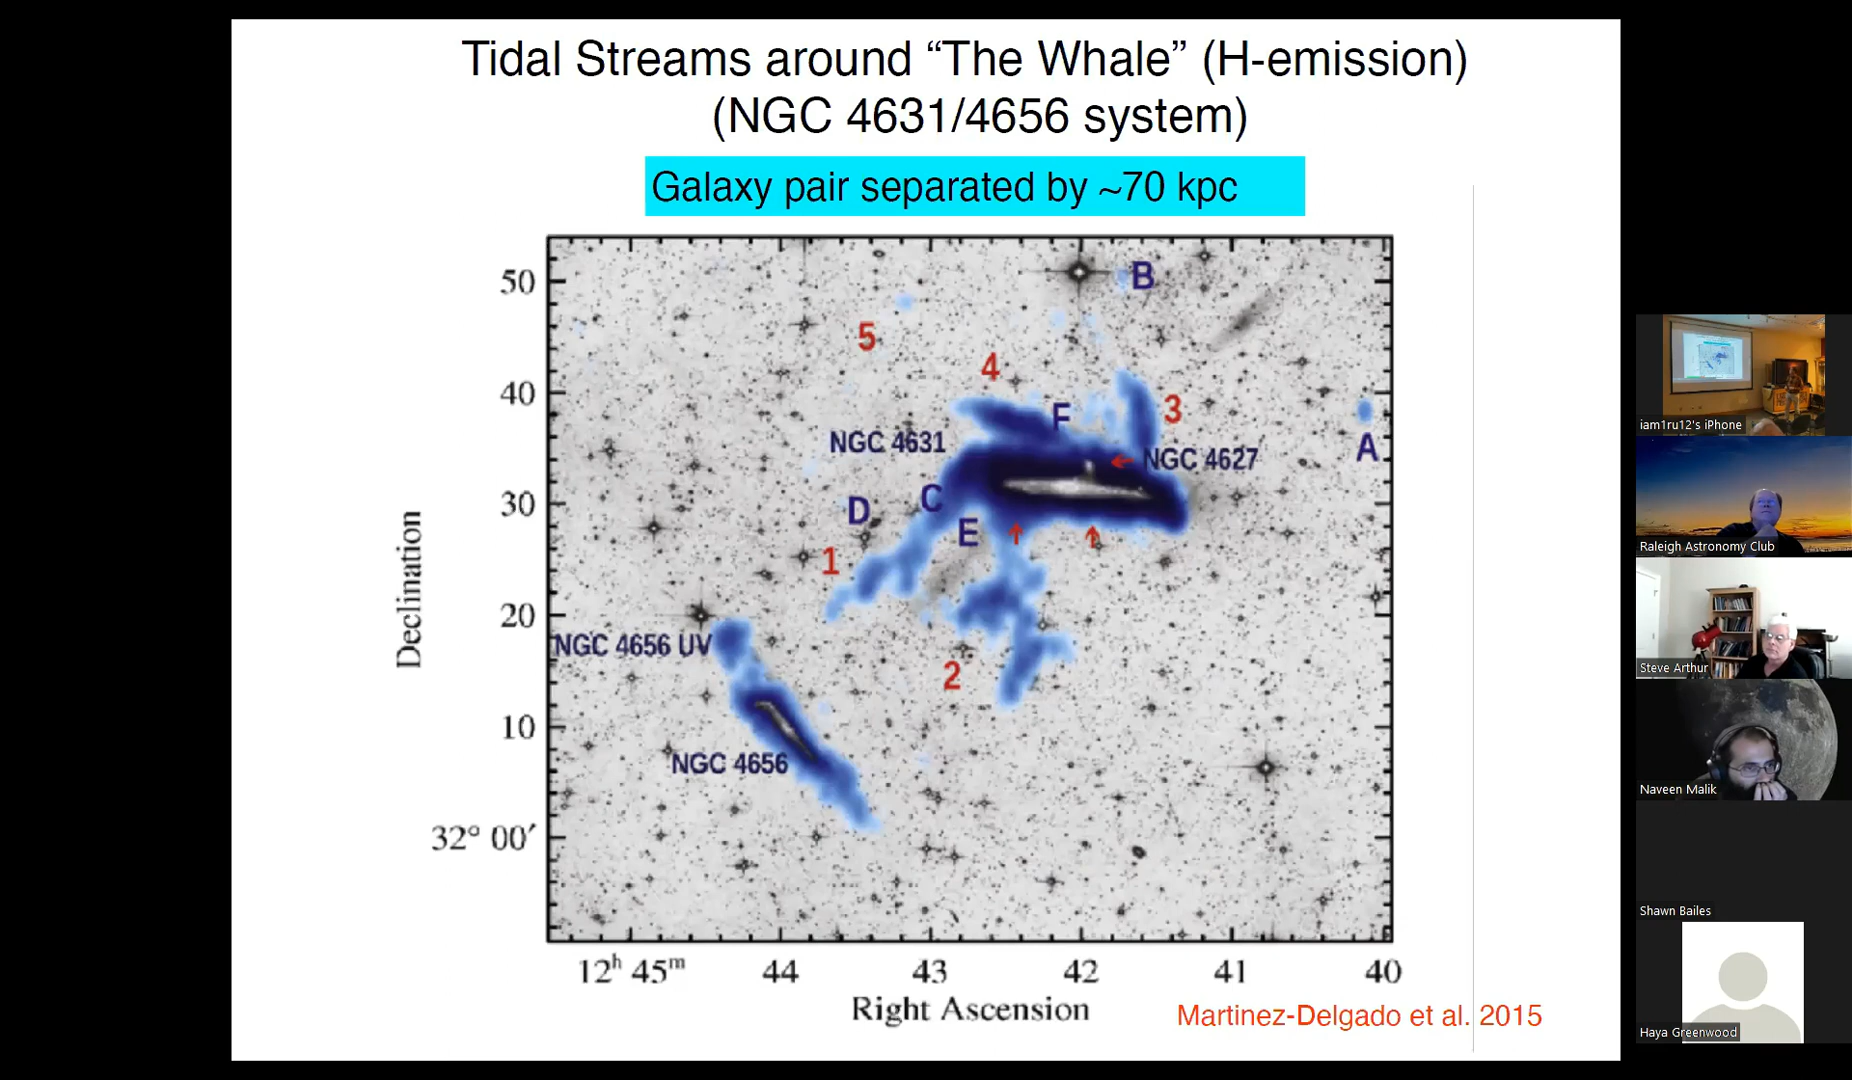 Tidal Streams around “The Whale” (H-emission)
(NGC 4631/4656 system)
Galaxy pair separated by ~70 kpc
50
B
5
4
40
3
F
NGC 4631
A
NGC 4627
30
C
D
E
1
20
NGC 4656 UV
2
10
NGC 4656
32° 00′
Declination
12ʰ 45ᵐ 44 43 42 41 40
Right Ascension
Martinez-Delgado et al. 2015
iam1ru12's iPhone
Raleigh Astronomy Club
Steve Arthur
Naveen Malik
Shawn Bailes
Haya Greenwood